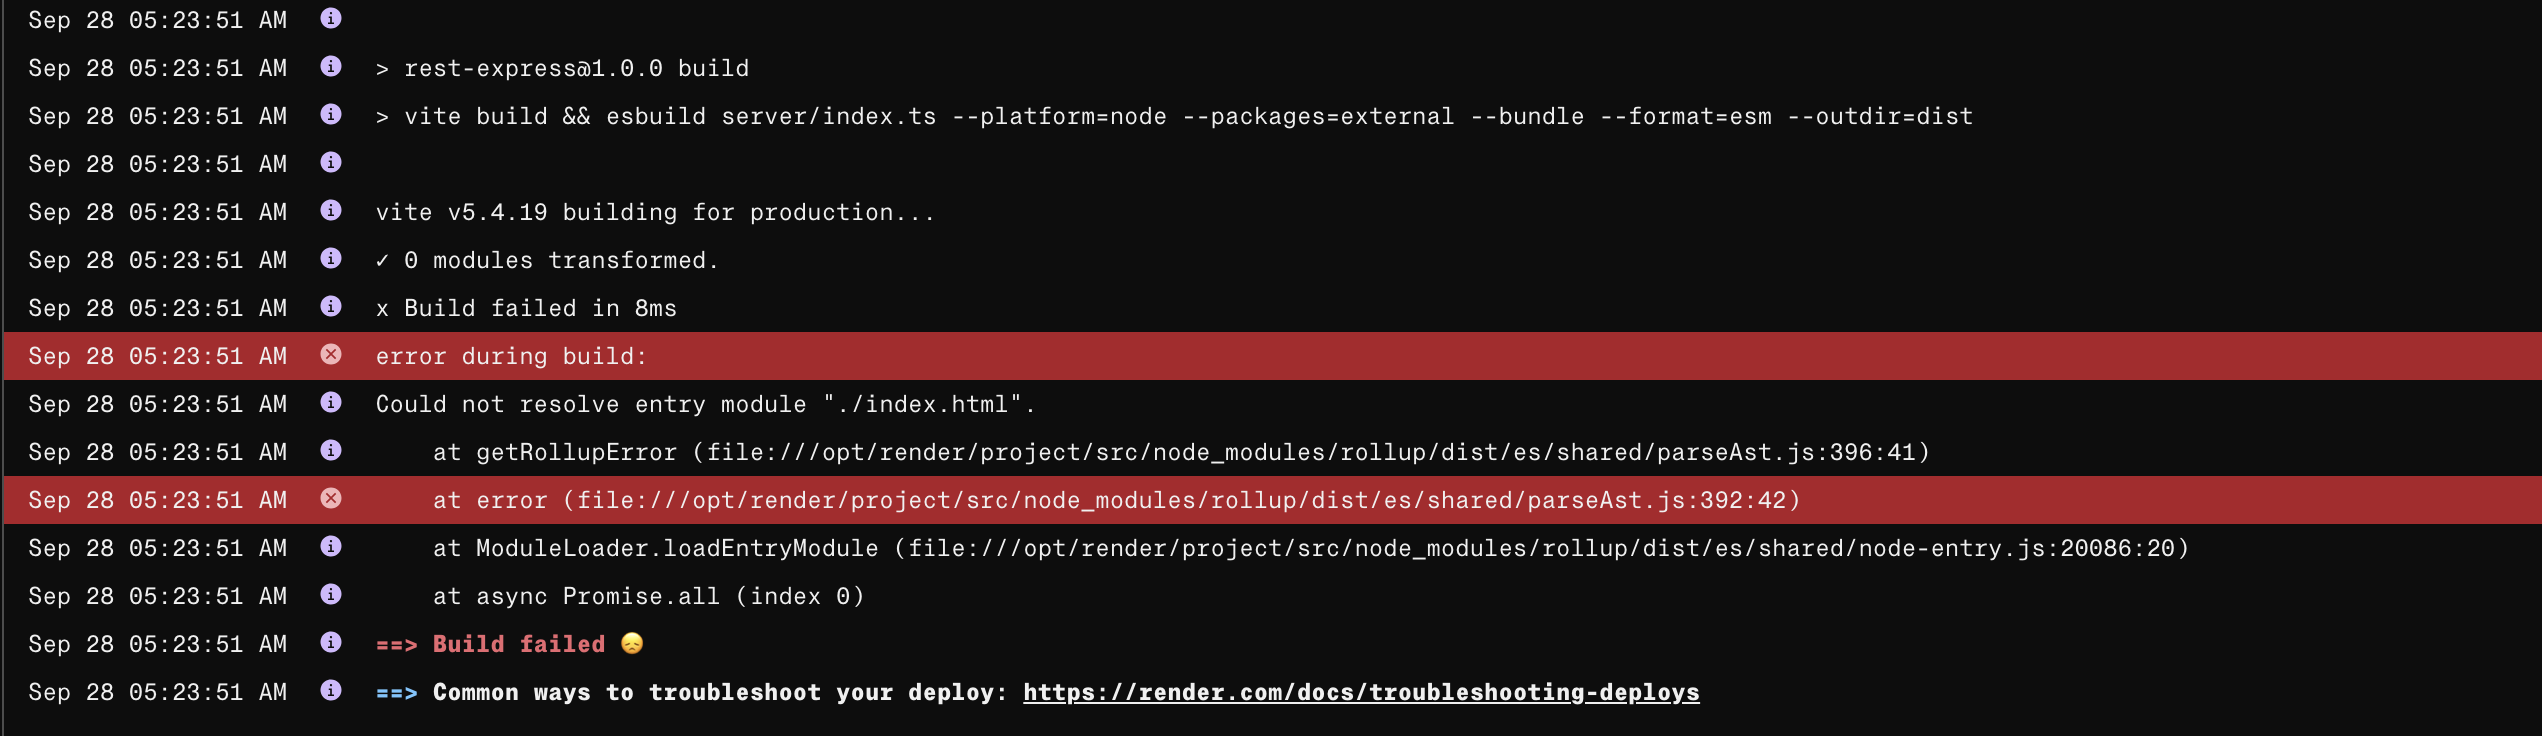 Sep 28 05:23:51 AM
Sep 28 05:23:51 AM > rest-express@1.0.0 build
Sep 28 05:23:51 AM > vite build && esbuild server/index.ts --platform=node --packages=external --bundle --format=esm --outdir=dist
Sep 28 05:23:51 AM
Sep 28 05:23:51 AM vite v5.4.19 building for production...
Sep 28 05:23:51 AM ✓ 0 modules transformed.
Sep 28 05:23:51 AM x Build failed in 8ms
Sep 28 05:23:51 AM error during build:
Sep 28 05:23:51 AM Could not resolve entry module "./index.html".
Sep 28 05:23:51 AM     at getRollupError (file:///opt/render/project/src/node_modules/rollup/dist/es/shared/parseAst.js:396:41)
Sep 28 05:23:51 AM     at error (file:///opt/render/project/src/node_modules/rollup/dist/es/shared/parseAst.js:392:42)
Sep 28 05:23:51 AM     at ModuleLoader.loadEntryModule (file:///opt/render/project/src/node_modules/rollup/dist/es/shared/node-entry.js:20086:20)
Sep 28 05:23:51 AM     at async Promise.all (index 0)
Sep 28 05:23:51 AM ==> Build failed 😞
Sep 28 05:23:51 AM ==> Common ways to troubleshoot your deploy: https://render.com/docs/troubleshooting-deploys